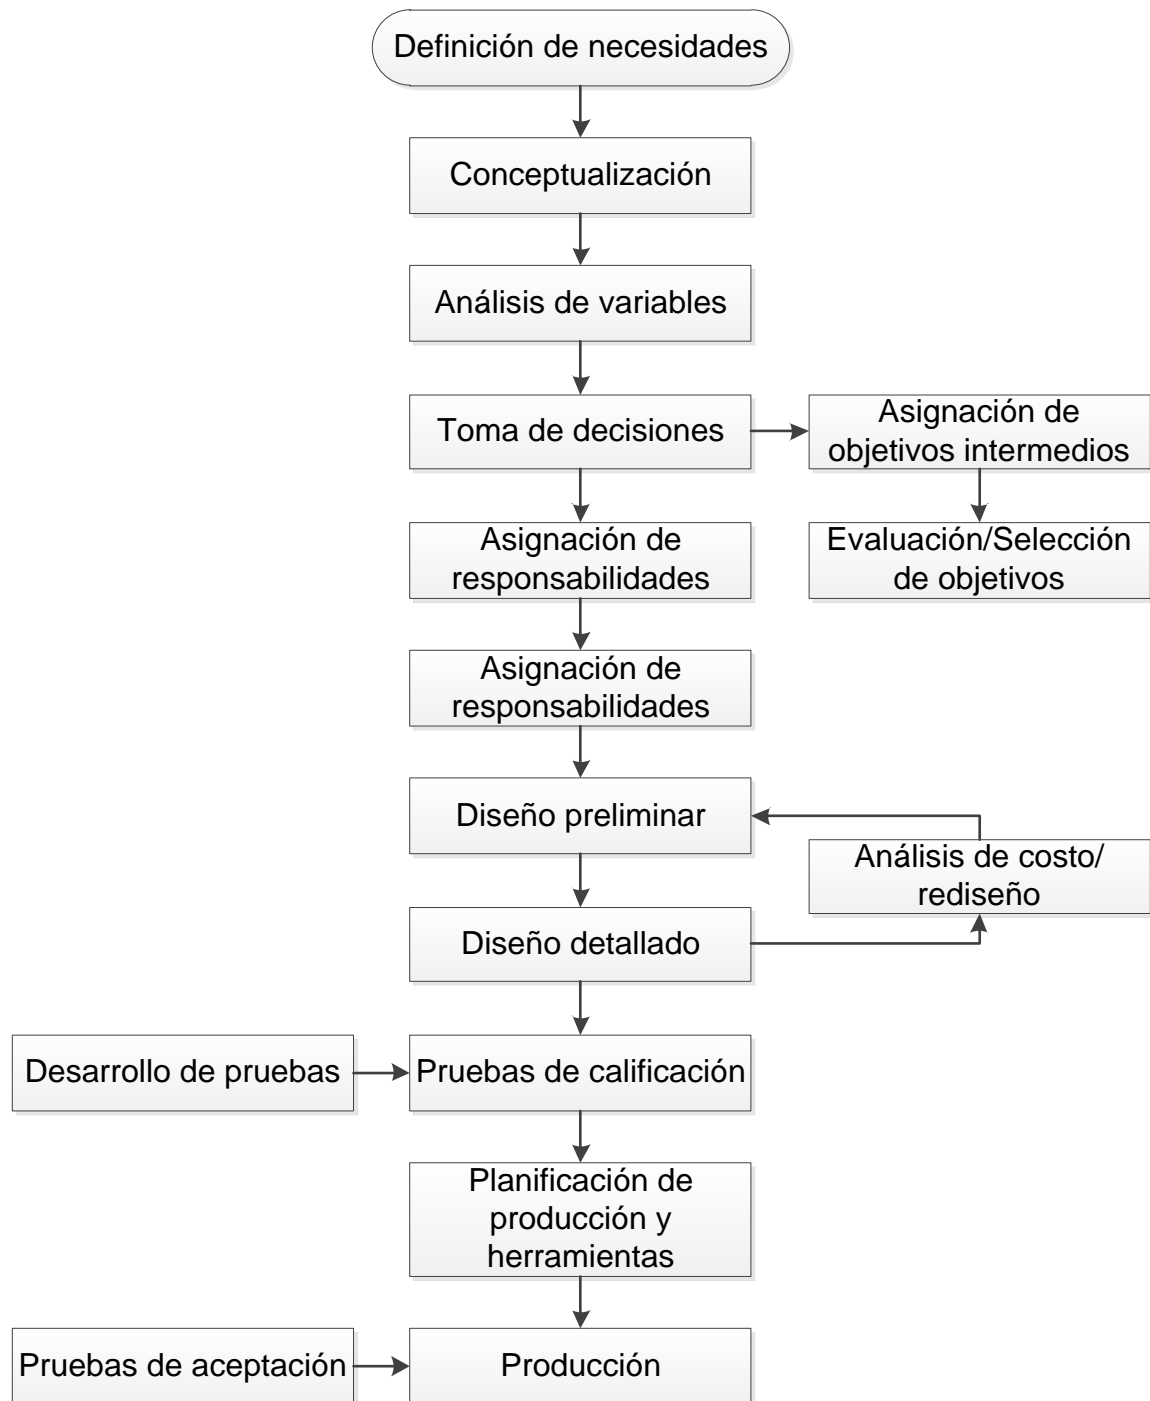 Definición de necesidades
Conceptualización
Análisis de variables
Toma de decisiones
Asignación de
objetivos intermedios
Asignación de
responsabilidades
Evaluación/Selección
de objetivos
Asignación de
responsabilidades
Diseño preliminar
Análisis de costo/
rediseño
Diseño detallado
Desarrollo de pruebas
Pruebas de calificación
Planificación de
producción y
herramientas
Pruebas de aceptación
Producción